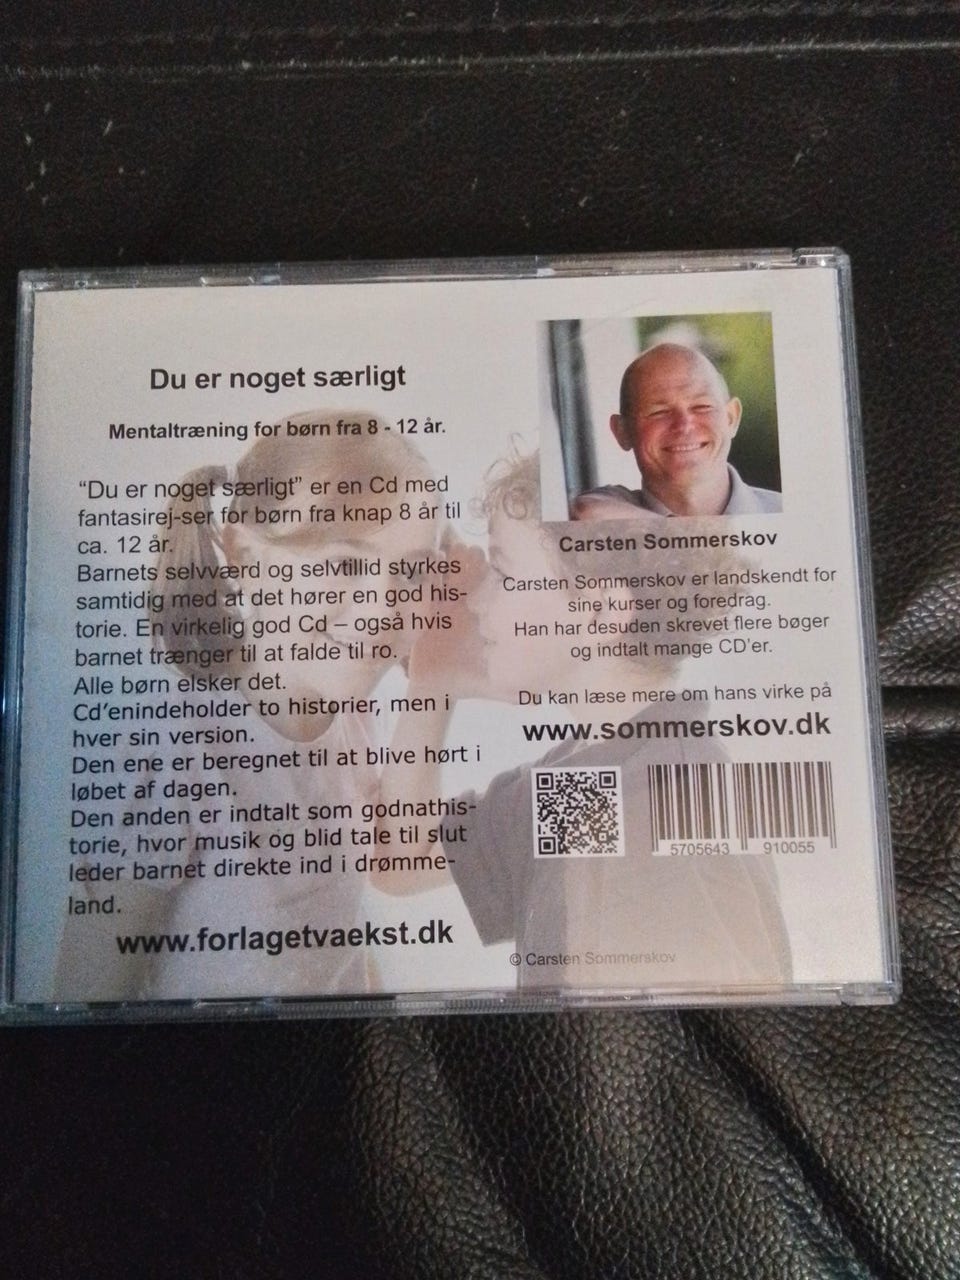 Du er noget særligt
Mentaltræning for børn fra 8 - 12 år.
“Du er noget særligt” er en Cd med
fantasirej-ser for børn fra knap 8 år til
ca. 12 år.
Barnets selvværd og selvtillid styrkes
samtidig med at det hører en god his-
torie. En virkelig god Cd – også hvis
barnet trænger til at falde til ro.
Alle børn elsker det.
Cd’enindeholder to historier, men i
hver sin version.
Den ene er beregnet til at blive hørt i
løbet af dagen.
Den anden er indtalt som godnathis-
torie, hvor musik og blid tale til slut
leder barnet direkte ind i drømme-
land.
www.forlagetvaekst.dk
Carsten Sommerskov
Carsten Sommerskov er landskendt for
sine kurser og foredrag.
Han har desuden skrevet flere bøger
og indtalt mange CD’er.
Du kan læse mere om hans virke på
www.sommerskov.dk
5705643 910055
© Carsten Sommerskov